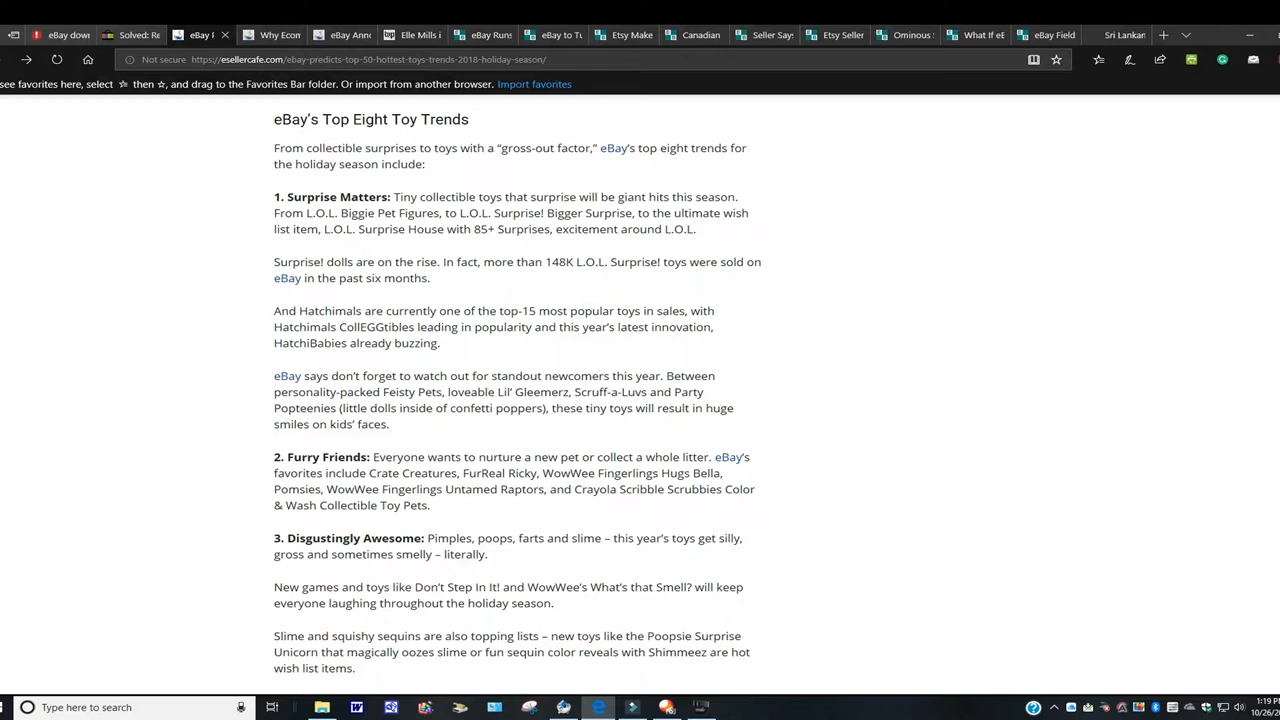 eBay dow
Solved: Re
eBay P
Why Econ
eBay Anno
Elle Mills i
eBay Runs
eBay to Tu
Etsy Make
Canadian
Seller Says
Etsy Seller
Ominous S
What If eB
eBay Field
Sri Lankan
Not secure https://esellercafe.com/ebay-predicts-top-50-hottest-toys-trends-2018-holiday-season/
see favorites here, select then, and drag to the Favorites Bar folder. Or import from another browser. Import favorites
eBay’s Top Eight Toy Trends
From collectible surprises to toys with a “gross-out factor,” eBay’s top eight trends for
the holiday season include:
1. Surprise Matters: Tiny collectible toys that surprise will be giant hits this season.
From L.O.L. Biggie Pet Figures, to L.O.L. Surprise! Bigger Surprise, to the ultimate wish
list item, L.O.L. Surprise House with 85+ Surprises, excitement around L.O.L.
Surprise! dolls are on the rise. In fact, more than 148K L.O.L. Surprise! toys were sold on
eBay in the past six months.
And Hatchimals are currently one of the top-15 most popular toys in sales, with
Hatchimals CollEGGtibles leading in popularity and this year’s latest innovation,
HatchiBabies already buzzing.
eBay says don’t forget to watch out for standout newcomers this year. Between
personality-packed Feisty Pets, loveable Lil’ Gleemerz, Scruff-a-Luvs and Party
Popteenies (little dolls inside of confetti poppers), these tiny toys will result in huge
smiles on kids’ faces.
2. Furry Friends: Everyone wants to nurture a new pet or collect a whole litter. eBay’s
favorites include Crate Creatures, FurReal Ricky, WowWee Fingerlings Hugs Bella,
Pomsies, WowWee Fingerlings Untamed Raptors, and Crayola Scribble Scrubbies Color
& Wash Collectible Toy Pets.
3. Disgustingly Awesome: Pimples, poops, farts and slime – this year’s toys get silly,
gross and sometimes smelly – literally.
New games and toys like Don’t Step In It! and WowWee’s What’s that Smell? will keep
everyone laughing throughout the holiday season.
Slime and squishy sequins are also topping lists – new toys like the Poopsie Surprise
Unicorn that magically oozes slime or fun sequin color reveals with Shimmeez are hot
wish list items.
Type here to search
1:19 P
10/26/20